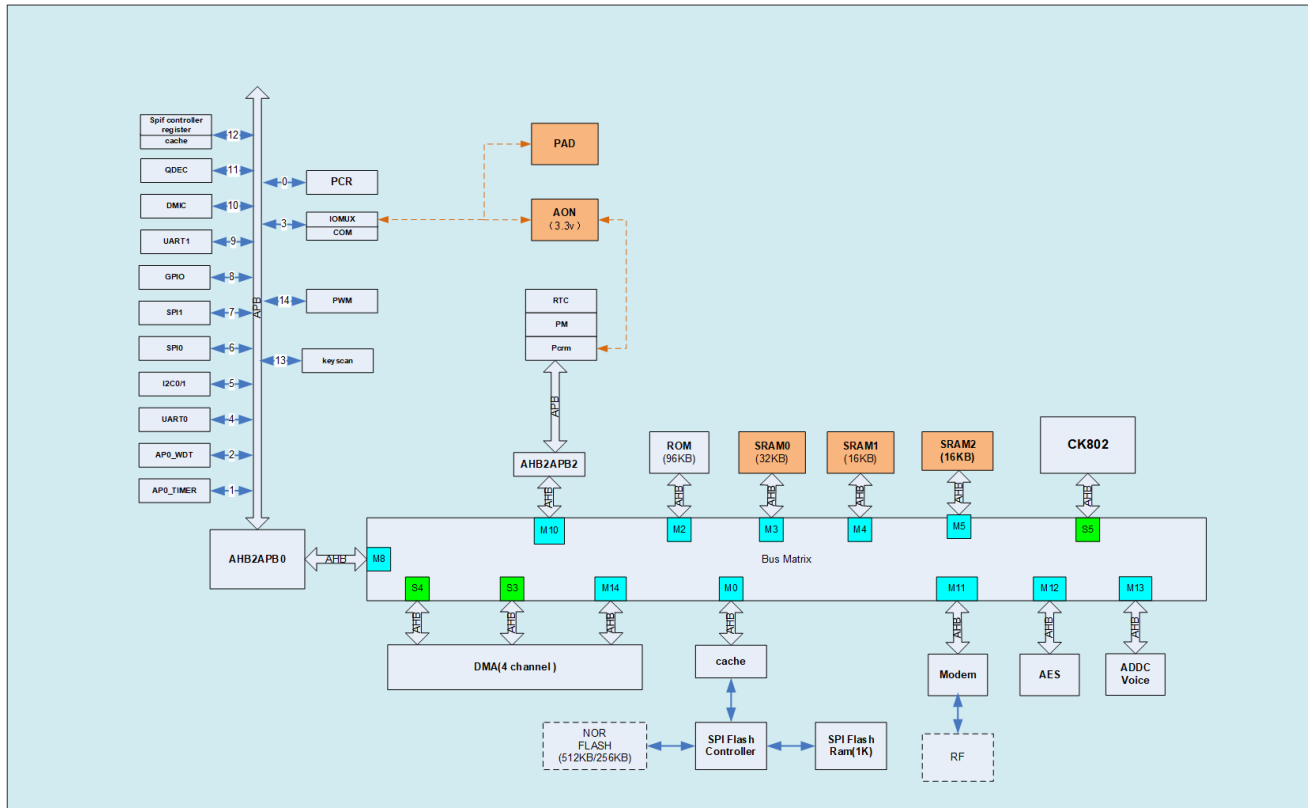 Spif controller
register
cache
12
QDEC
11
DMIC
10
UART1
9
GPIO
8
SPI1
7
SPI0
6
I2C0/1
5
UART0
4
AP0_WDT
2
AP0_TIMER
1
APB
0
PCR
3
IOMUX
COM
14
PWM
13
keyscan
PAD
AON
（3.3v）
RTC
PM
Pcrm
APB
AHB2APB2
AHB
ROM
(96KB)
AHB
SRAM0
(32KB)
AHB
SRAM1
(16KB)
AHB
SRAM2
(16KB)
AHB
CK802
AHB
AHB2APB0
AHB
M8
M10
M2
M3
M4
M5
S5
Bus Matrix
S4
S3
M14
M0
M11
M12
M13
AHB
AHB
AHB
AHB
AHB
AHB
AHB
DMA(4 channel )
cache
Modem
AES
ADDC
Voice
NOR
FLASH
(512KB/256KB)
SPI Flash
Controller
SPI Flash
Ram(1K)
RF